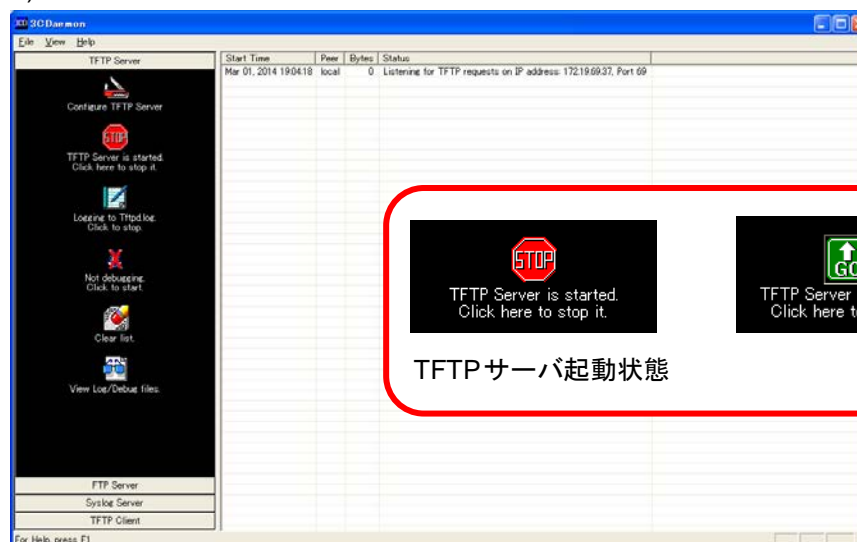 3CDaemon
File View Help
TFTP Server
Start Time Peer Bytes Status
Mar 01, 2014 19:04:18 local 0 Listening for TFTP requests on IP address: 172.19.69.37, Port 69
Configure TFTP Server
STOP
TFTP Server is started.
Click here to stop it.
Logging to Tftpd.log.
Click to stop.
Not debugging.
Click to start.
Clear list.
View Log/Debug files.
STOP
TFTP Server is started.
Click here to stop it.
GO
TFTP Server
Click here
TFTPサーバ起動状態
FTP Server
Syslog Server
TFTP Client
For Help, press F1